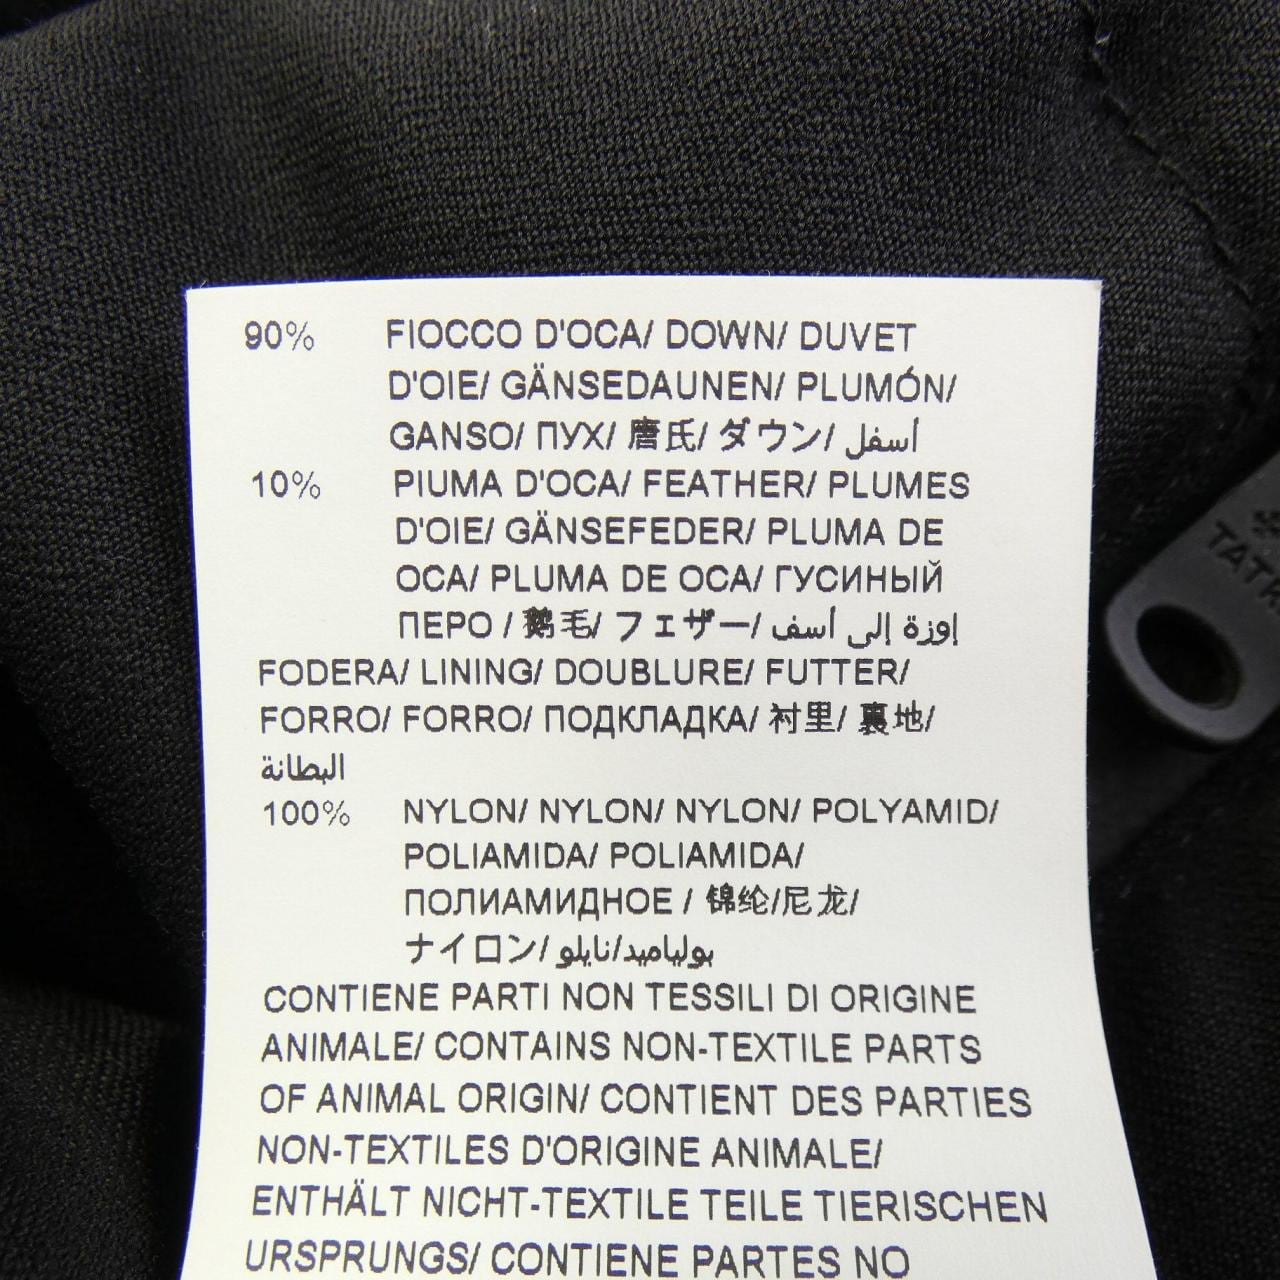 90% FIOCCO D'OCA/ DOWN/ DUVET
D'OIE/ GÄNSEDAUNEN/ PLUMÓN/
GANSO/ ПУХ/ 唐氏/ ダウン/ أسفل
10% PIUMA D'OCA/ FEATHER/ PLUMES
D'OIE/ GÄNSEFEDER/ PLUMA DE
OCA/ PLUMA DE OCA/ ГУСИНЫЙ
ПЕРО / 鹅毛/ フェザー/ إوزة إلى أسف
FODERA/ LINING/ DOUBLURE/ FUTTER/
FORRO/ FORRO/ ПОДКЛАДКА/ 衬里/ 裏地/
البطانة
100% NYLON/ NYLON/ NYLON/ POLYAMID/
POLIAMIDA/ POLIAMIDA/
ПОЛИАМИДНОЕ / 锦纶/尼龙/
ナイロン/ بولياميد/نايلو
CONTIENE PARTI NON TESSILI DI ORIGINE
ANIMALE/ CONTAINS NON-TEXTILE PARTS
OF ANIMAL ORIGIN/ CONTIENT DES PARTIES
NON-TEXTILES D'ORIGINE ANIMALE/
ENTHÄLT NICHT-TEXTILE TEILE TIERISCHEN
URSPRUNGS/ CONTIENE PARTES NO